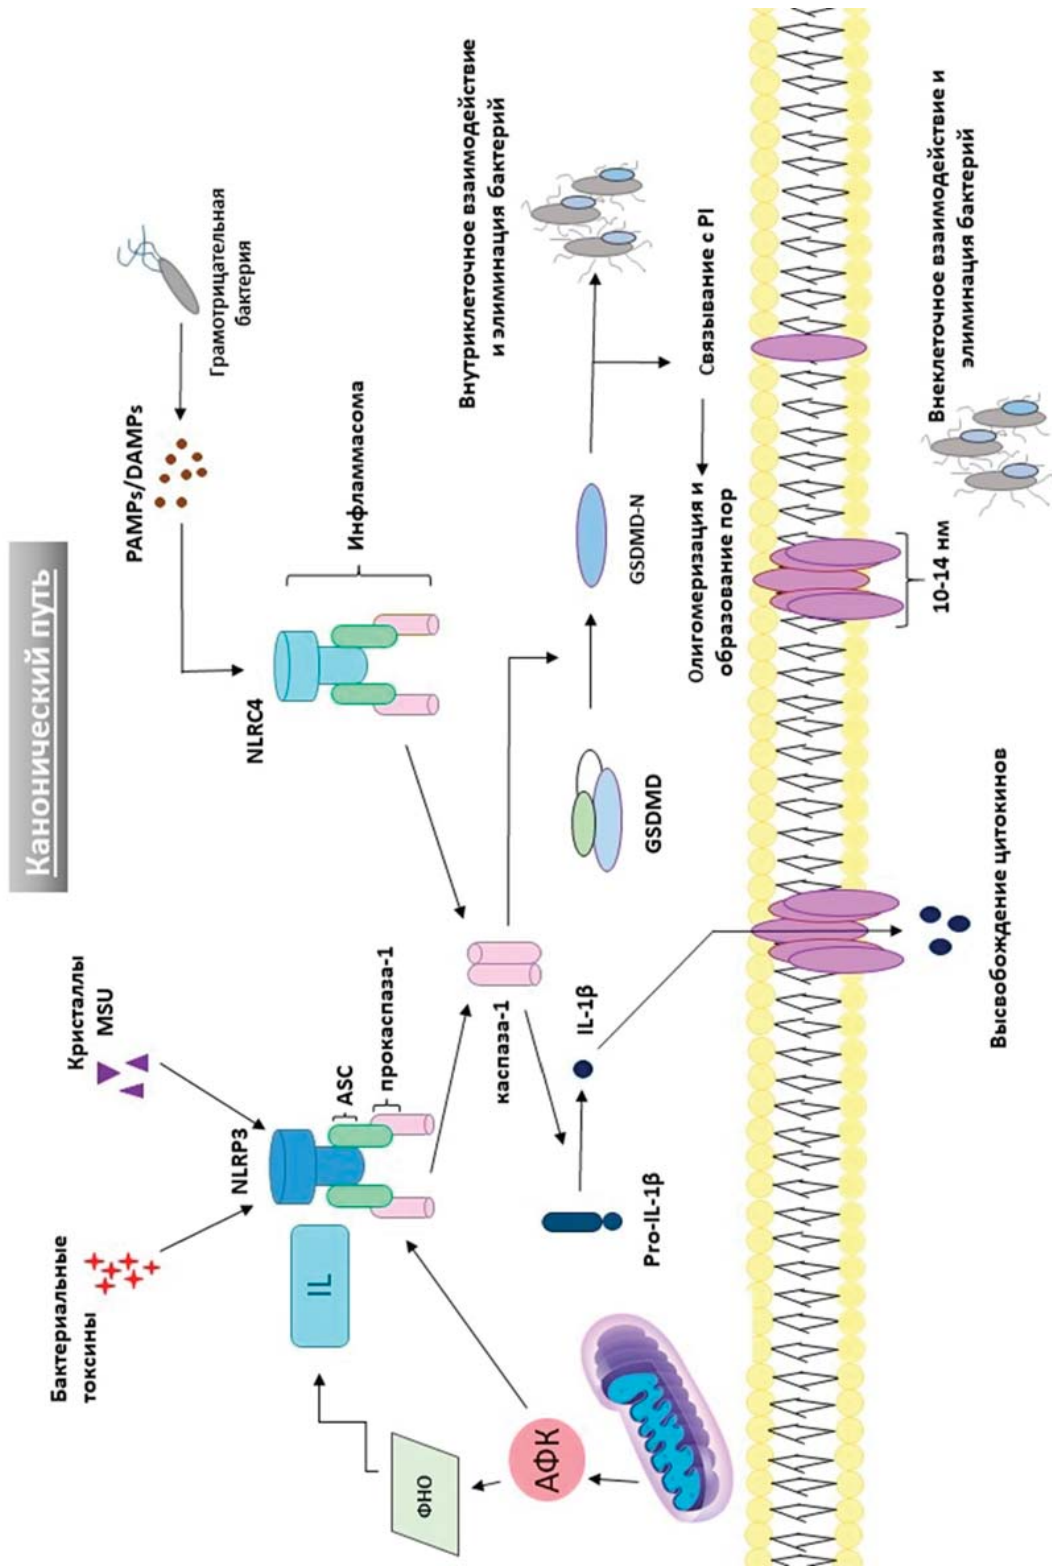 Канонический путь
Бактериальные
токсины
Кристаллы
MSU
PAMPs/DAMPs
Грамотрицательная
бактерия
NLRP3
NLRC4
IL
ASC
прокаспаза-1
Инфламмасома
ФНО
АФК
каспаза-1
Pro-IL-1β
IL-1β
GSDMD
GSDMD-N
Внутриклеточное взаимодействие
и элиминация бактерий
Связывание с PI
Олигомеризация и
образование пор
10-14 нм
Высвобождение цитокинов
Внеклеточное взаимодействие и
элиминация бактерий